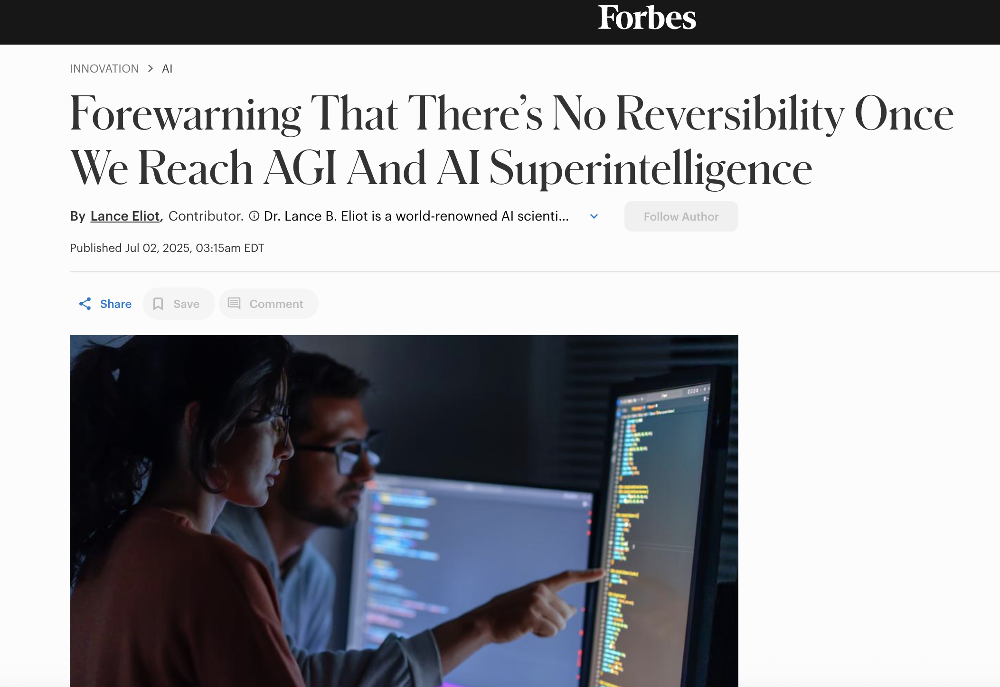 Forbes
INNOVATION > AI
Forewarning That There’s No Reversibility Once
We Reach AGI And AI Superintelligence
By Lance Eliot, Contributor. Dr. Lance B. Eliot is a world-renowned AI scienti...
Follow Author
Published Jul 02, 2025, 03:15am EDT
Share Save Comment